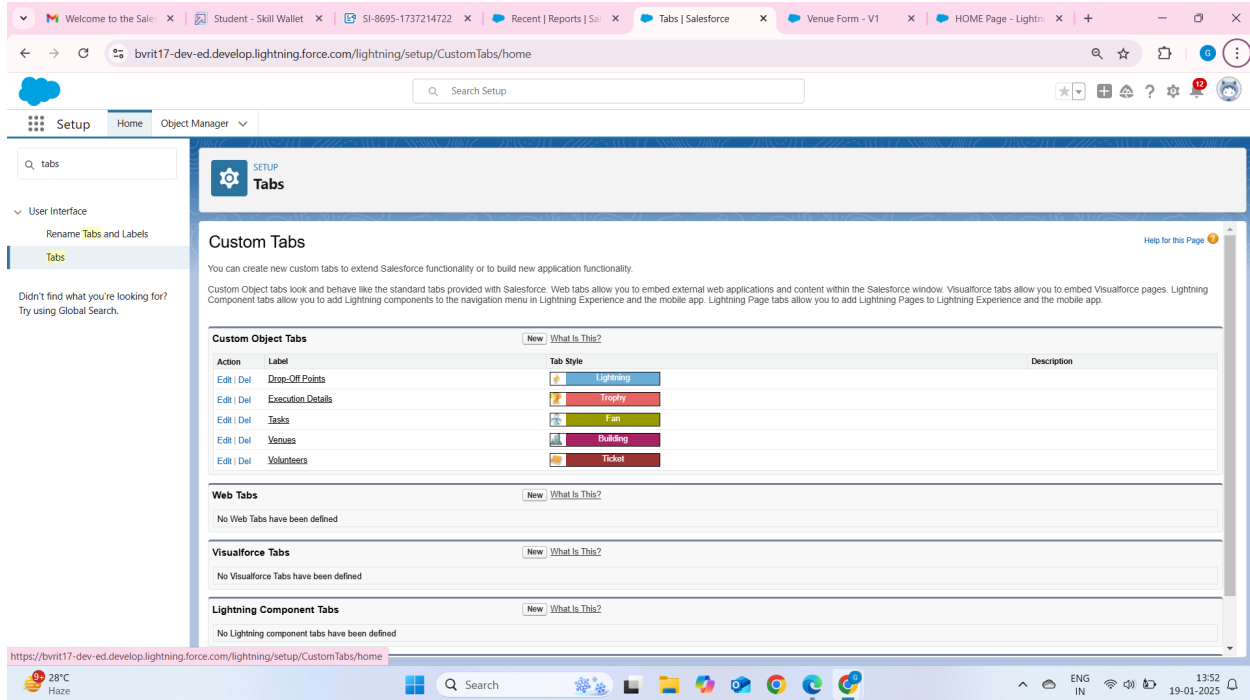 Welcome to the Sale
Student - Skill Wallet
SI-8695-1737214722
Recent | Reports | Sal
Tabs | Salesforce
Venue Form - V1
HOME Page - Lightni
bvrit17-dev-ed.develop.lightning.force.com/lightning/setup/CustomTabs/home
G
Search Setup
12
Setup
Home
Object Manager
tabs
User Interface
Rename Tabs and Labels
Tabs
Didn't find what you're looking for?
Try using Global Search.
SETUP
Tabs
Custom Tabs
Help for this Page ?
You can create new custom tabs to extend Salesforce functionality or to build new application functionality.
Custom Object tabs look and behave like the standard tabs provided with Salesforce. Web tabs allow you to embed external web applications and content within the Salesforce window. Visualforce tabs allow you to embed Visualforce pages. Lightning
Component tabs allow you to add Lightning components to the navigation menu in Lightning Experience and the mobile app. Lightning Page tabs allow you to add Lightning Pages to Lightning Experience and the mobile app.
Custom Object Tabs New What Is This?
Action Label Tab Style Description
Edit | Del Drop-Off Points Lightning
Edit | Del Execution Details Trophy
Edit | Del Tasks Fan
Edit | Del Venues Building
Edit | Del Volunteers Ticket
Web Tabs New What Is This?
No Web Tabs have been defined
Visualforce Tabs New What Is This?
No Visualforce Tabs have been defined
Lightning Component Tabs New What Is This?
No Lightning component tabs have been defined
https://bvrit17-dev-ed.develop.lightning.force.com/lightning/setup/CustomTabs/home
9+
28°C
Haze
Search
G
ENG
IN
13:52
19-01-2025